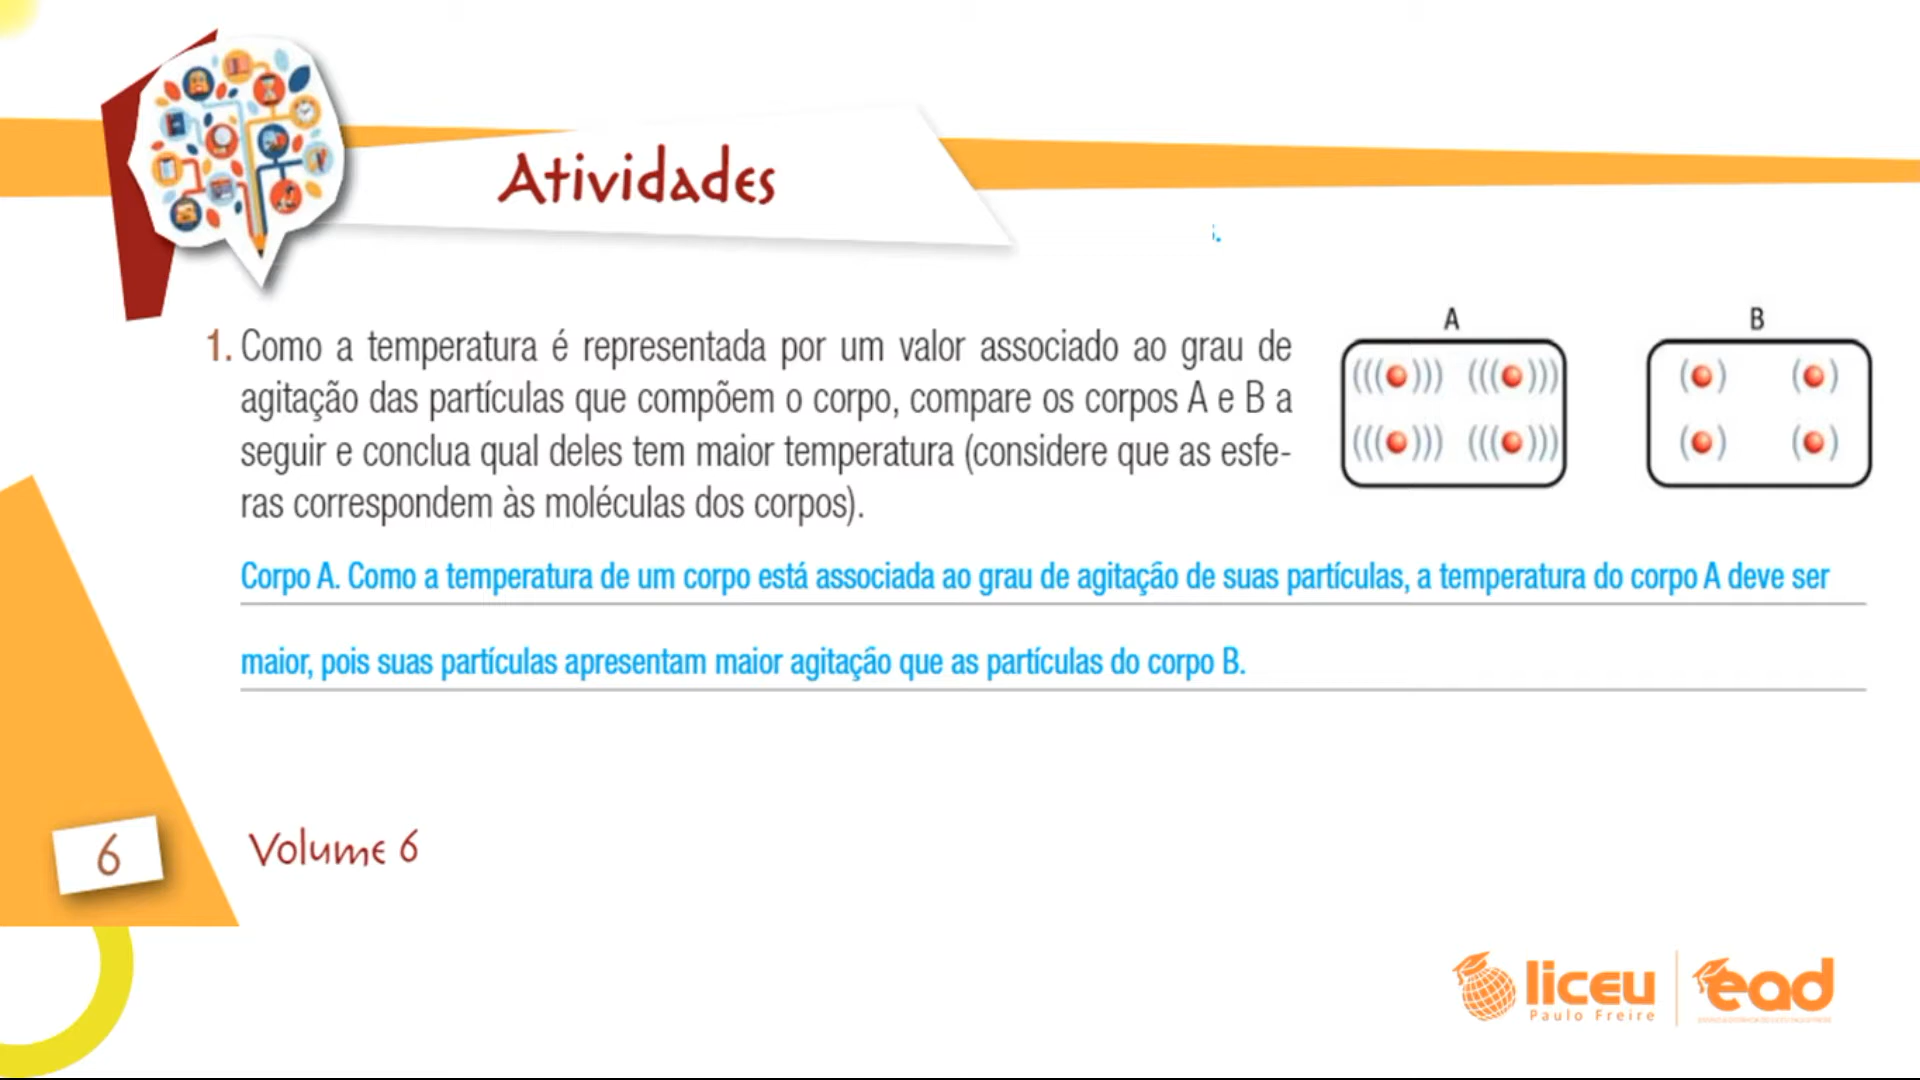 Atividades
s.
1. Como a temperatura é representada por um valor associado ao grau de
agitação das partículas que compõem o corpo, compare os corpos A e B a
seguir e conclua qual deles tem maior temperatura (considere que as esfe-
ras correspondem às moléculas dos corpos).
A
B
Corpo A. Como a temperatura de um corpo está associada ao grau de agitação de suas partículas, a temperatura do corpo A deve ser
maior, pois suas partículas apresentam maior agitação que as partículas do corpo B.
6
Volume 6
liceu
Paulo Freire
ead